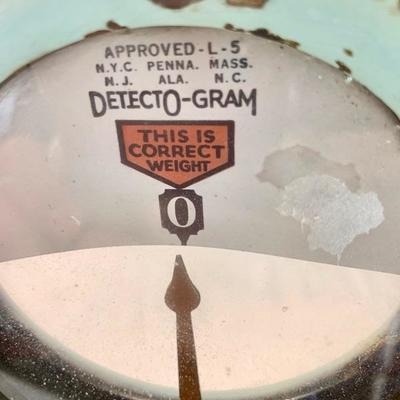 APPROVED-L-5
N.Y.C. PENNA. MASS.
N.J. ALA. N.C.
DETECTO-GRAM
THIS IS
CORRECT
WEIGHT
0